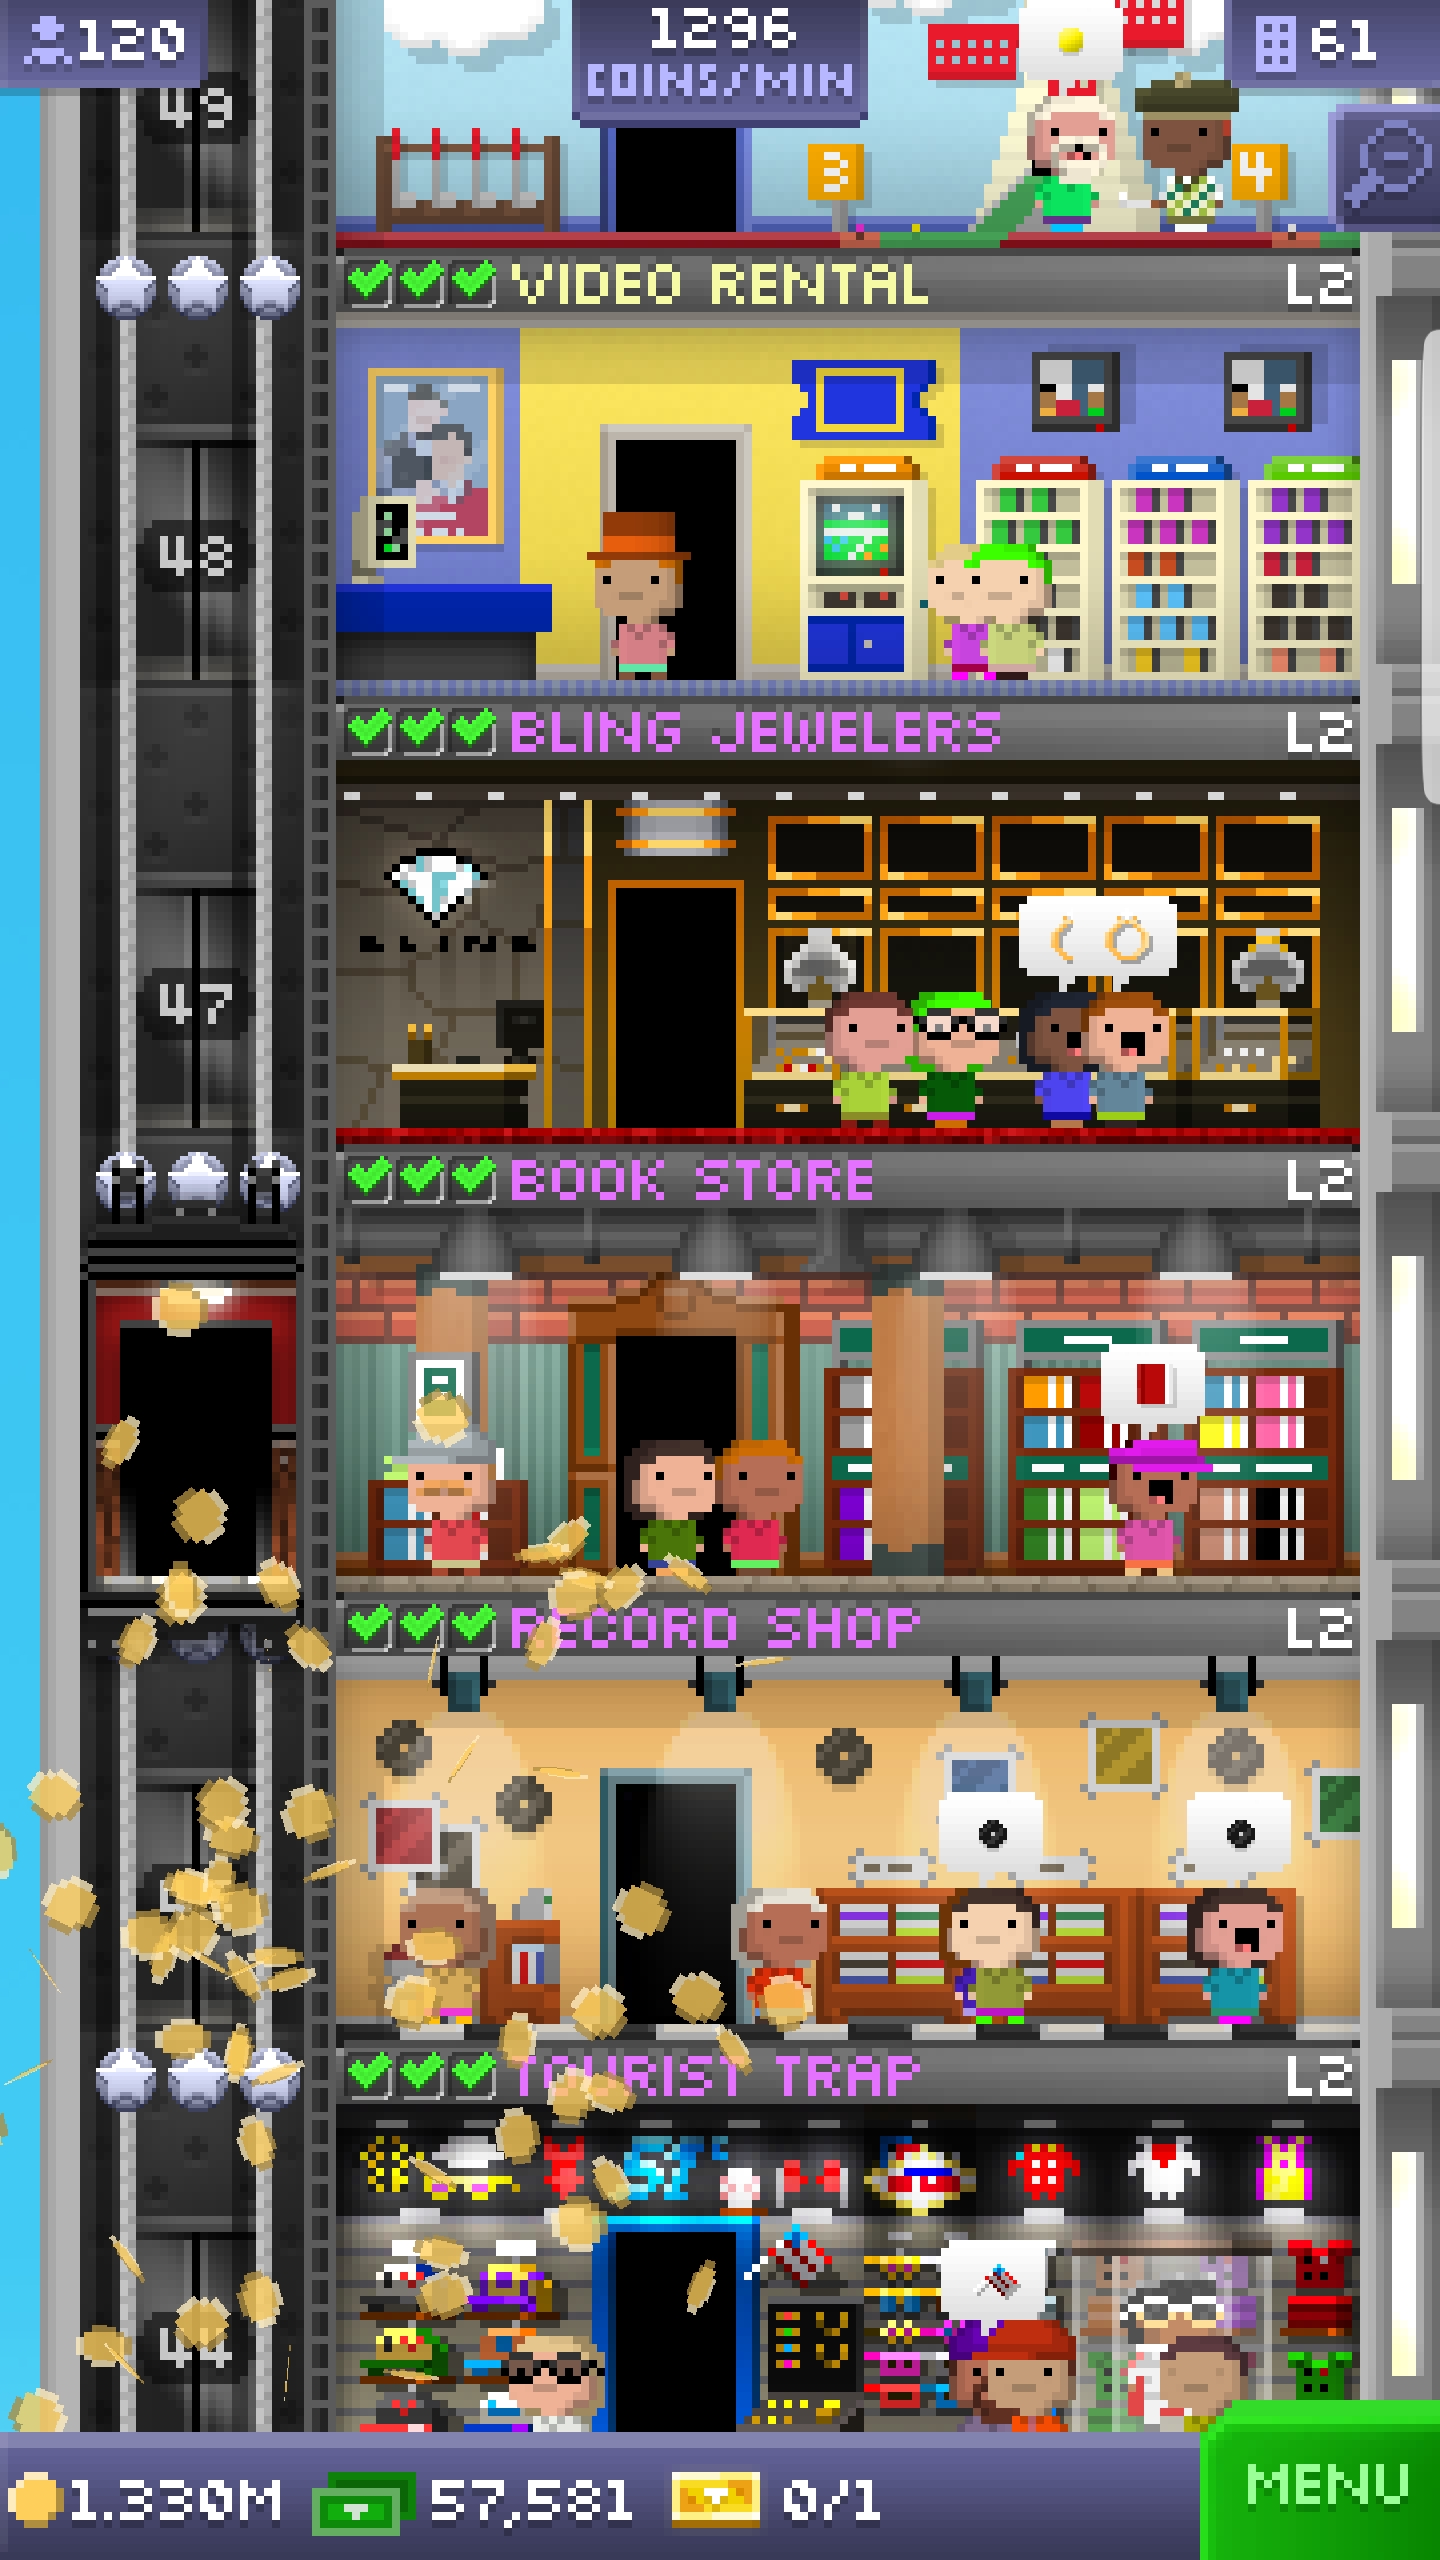 120
1296
COINS/MIN
61
49
3
4
VIDEO RENTAL L2
48
BLING JEWELERS L2
BLING
47
BOOK STORE L2
RECORD SHOP L2
TOURIST TRAP L2
44
1.330M
57,581
0/1
MENU